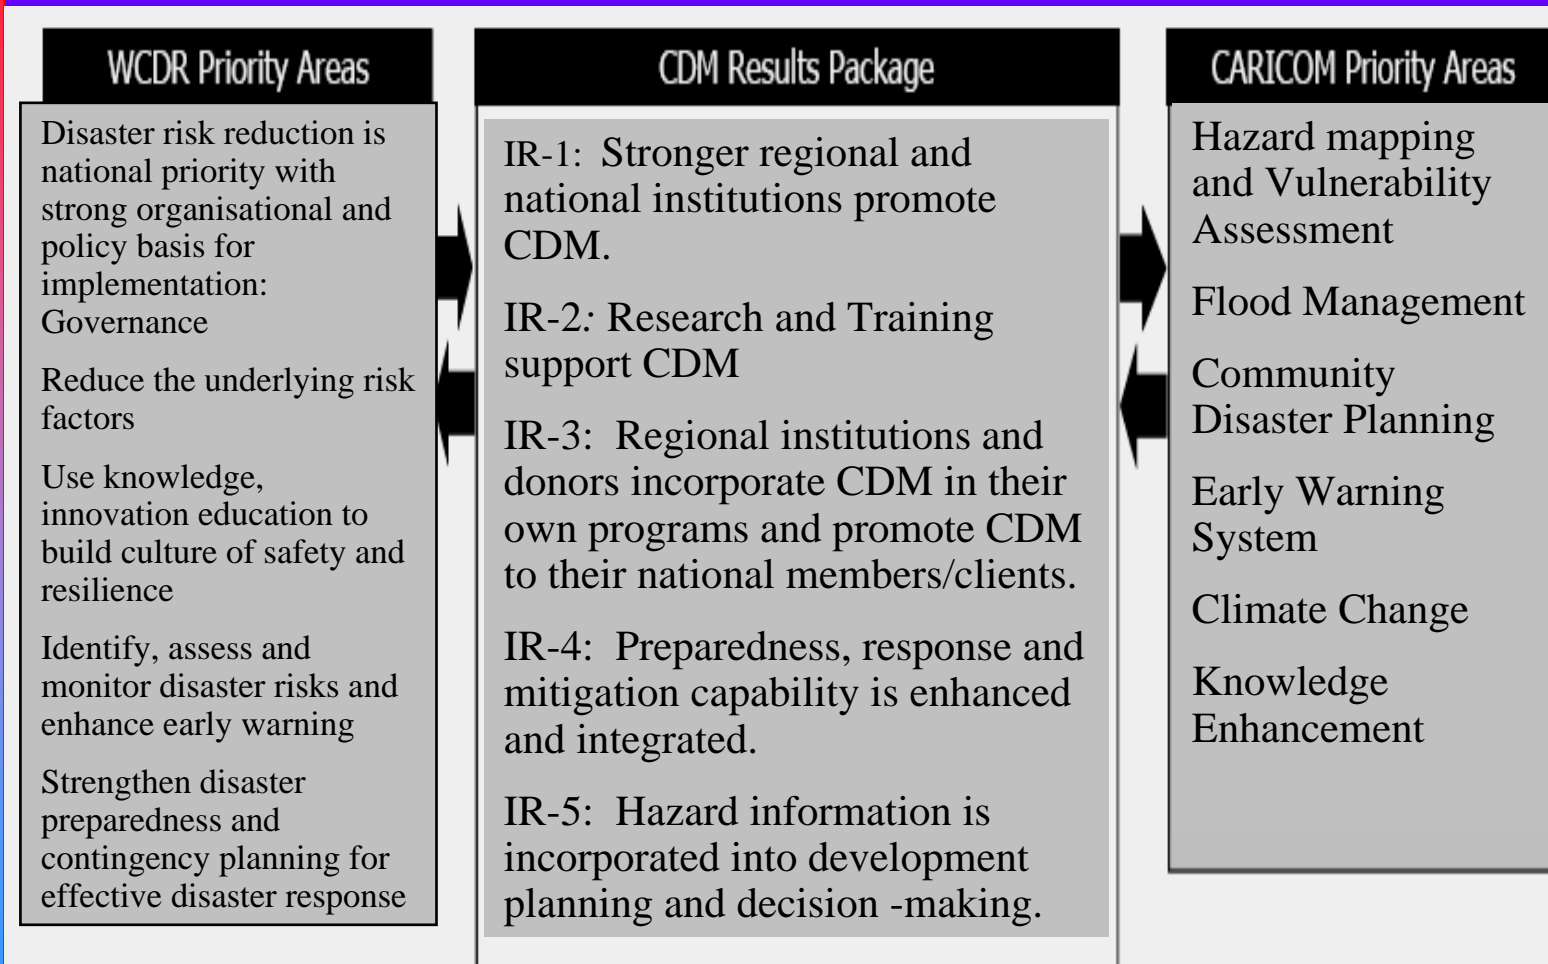 WCDR Priority Areas
Disaster risk reduction is
national priority with
strong organisational and
policy basis for
implementation:
Governance
Reduce the underlying risk
factors
Use knowledge,
innovation education to
build culture of safety and
resilience
Identify, assess and
monitor disaster risks and
enhance early warning
Strengthen disaster
preparedness and
contingency planning for
effective disaster response
CDM Results Package
IR-1: Stronger regional and
national institutions promote
CDM.
IR-2: Research and Training
support CDM
IR-3: Regional institutions and
donors incorporate CDM in their
own programs and promote CDM
to their national members/clients.
IR-4: Preparedness, response and
mitigation capability is enhanced
and integrated.
IR-5: Hazard information is
incorporated into development
planning and decision -making.
CARICOM Priority Areas
Hazard mapping
and Vulnerability
Assessment
Flood Management
Community
Disaster Planning
Early Warning
System
Climate Change
Knowledge
Enhancement